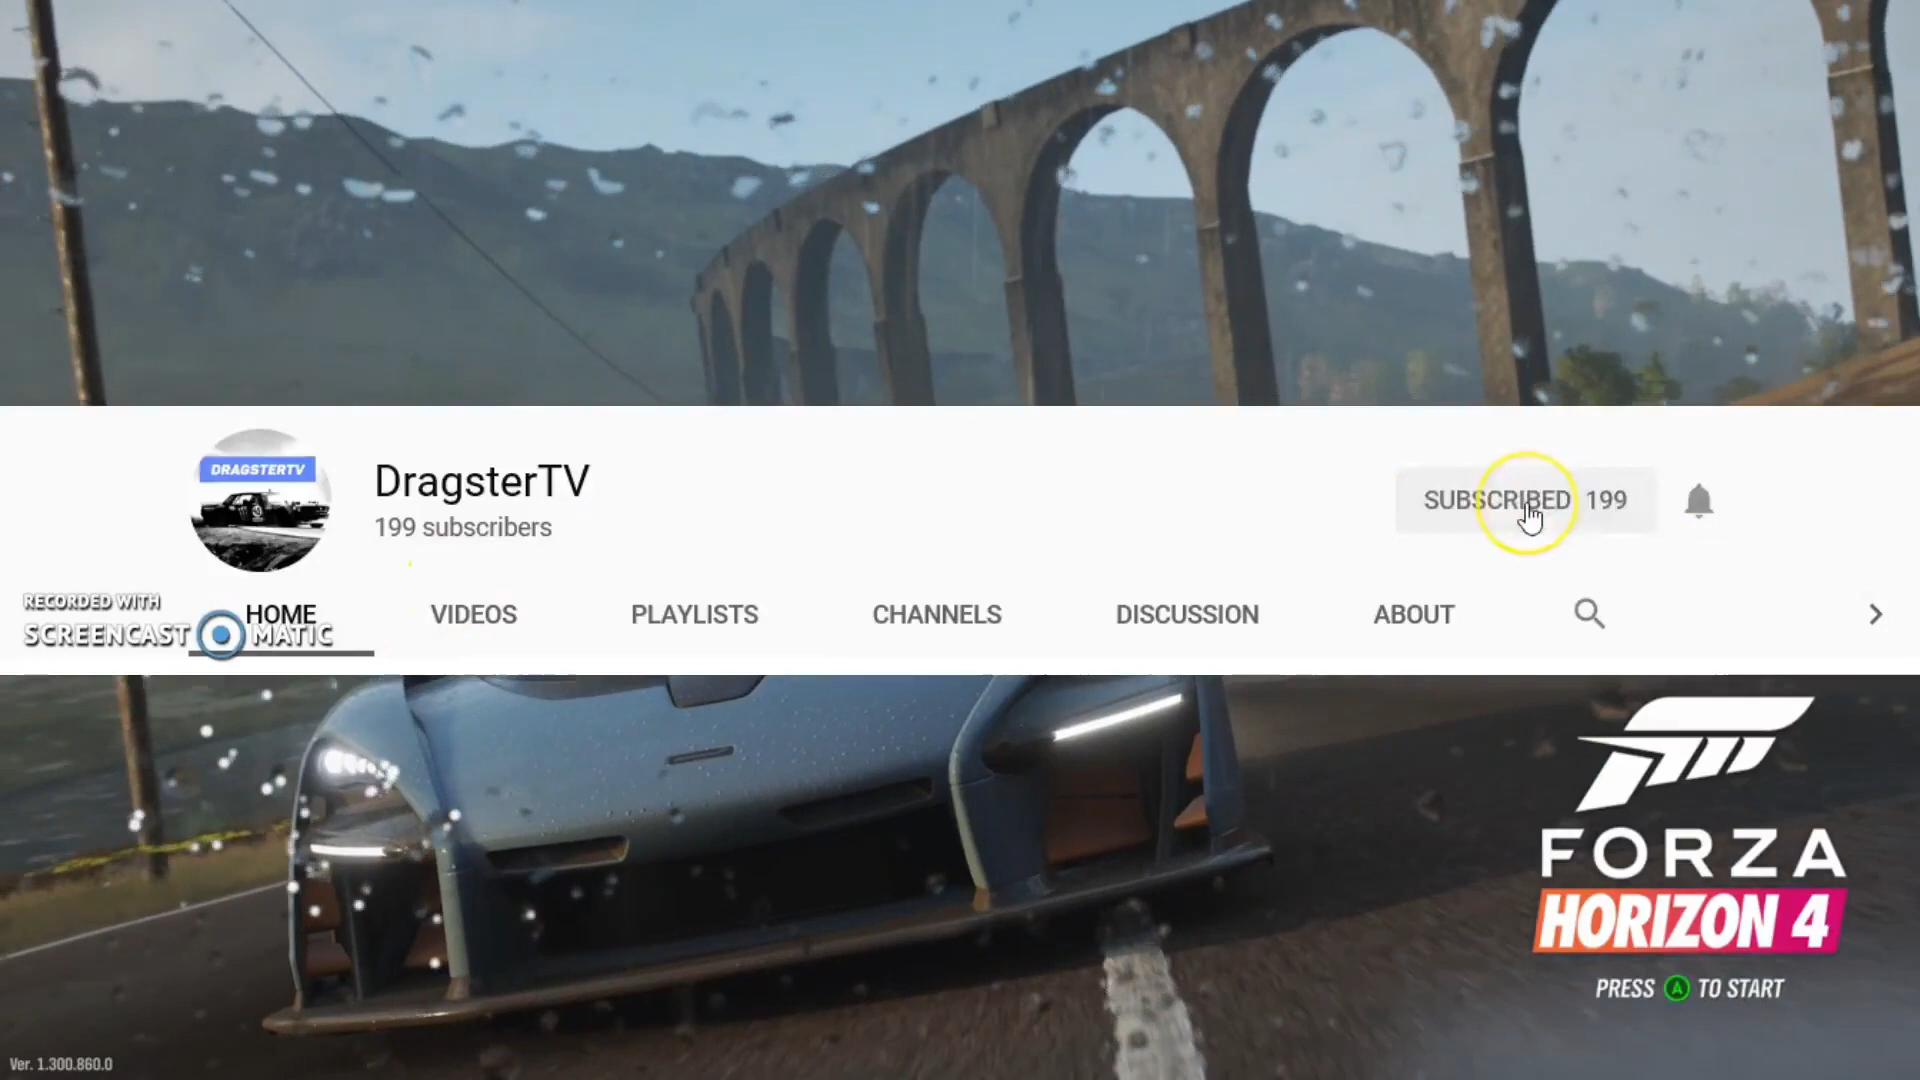 DRAGSTERTV
DragsterTV
199 subscribers
SUBSCRIBED 199
RECORDED WITH
SCREENCAST MATIC
HOME VIDEOS PLAYLISTS CHANNELS DISCUSSION ABOUT
FORZA
HORIZON 4
PRESS A TO START
Ver. 1.300.860.0